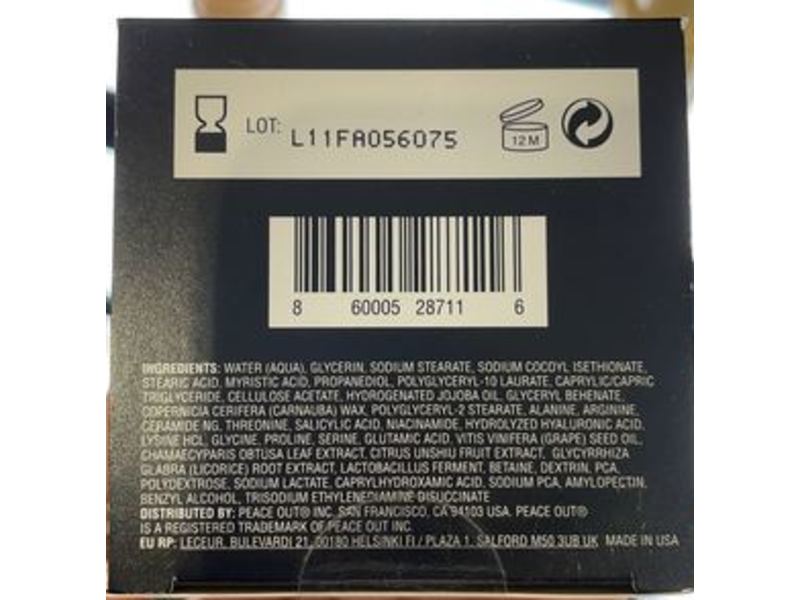 LOT: L11FA056075
12M
8 60005 28711 6
INGREDIENTS: WATER (AQUA), GLYCERIN, SODIUM STEARATE, SODIUM COCOYL ISETHIONATE,
STEARIC ACID, MYRISTIC ACID, PROPANEDIOL, POLYGLYCERYL-10 LAURATE, CAPRYLIC/CAPRIC
TRIGLYCERIDE, CELLULOSE ACETATE, HYDROGENATED JOJOBA OIL, GLYCERYL BEHENATE,
COPERNICIA CERIFERA (CARNAUBA) WAX, POLYGLYCERYL-2 STEARATE, ALANINE, ARGININE,
CERAMIDE NG, THREONINE, SALICYLIC ACID, NIACINAMIDE, HYDROLYZED HYALURONIC ACID,
LYSINE HCL, GLYCINE, PROLINE, SERINE, GLUTAMIC ACID, VITIS VINIFERA (GRAPE) SEED OIL,
CHAMAECYPARIS OBTUSA LEAF EXTRACT, CITRUS UNSHIU FRUIT EXTRACT, GLYCYRRHIZA
GLABRA (LICORICE) ROOT EXTRACT, LACTOBACILLUS FERMENT, BETAINE, DEXTRIN, PCA,
POLYDEXTROSE, SODIUM LACTATE, CAPRYLHYDROXAMIC ACID, SODIUM PCA, AMYLOPECTIN,
BENZYL ALCOHOL, TRISODIUM ETHYLENEDIAMINE DISUCCINATE
DISTRIBUTED BY: PEACE OUT® INC. SAN FRANCISCO, CA 94103 USA. PEACE OUT®
IS A REGISTERED TRADEMARK OF PEACE OUT INC.
EU RP: LECEUR, BULEVARDI 21, 00180 HELSINKI FI / PLAZA 1, SALFORD M50 3UB UK MADE IN USA